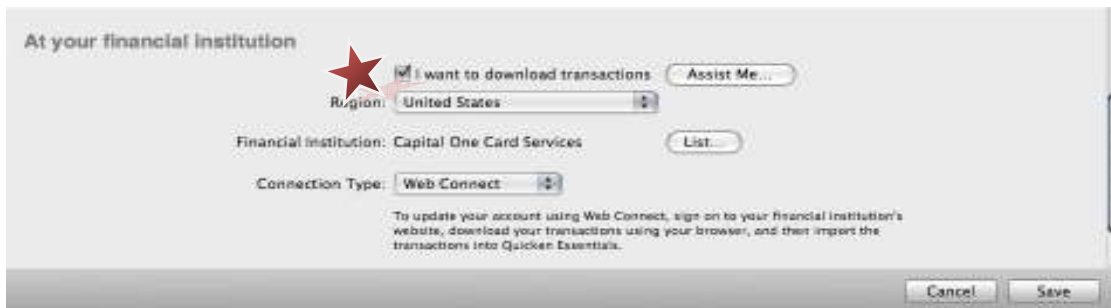 At your financial institution
I want to download transactions Assist Me...
Region: United States
Financial Institution: Capital One Card Services List...
Connection Type: Web Connect
To update your account using Web Connect, sign on to your financial institution's
website, download your transactions using your browser, and then import the
transactions into Quicken Essentials.
Cancel Save